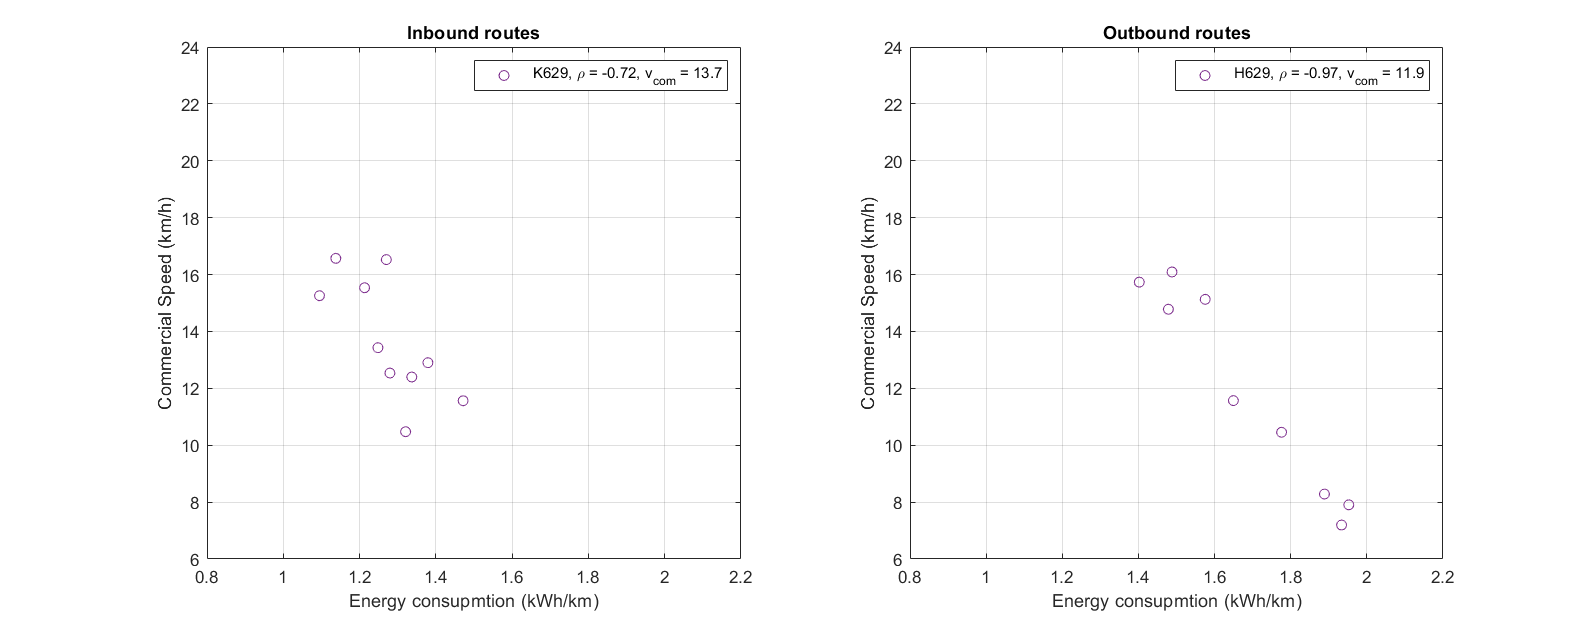 Inbound routes
K629, ρ = -0.72, vcom = 13.7
24
22
20
18
16
14
12
10
8
6
Commercial Speed (km/h)
0.8 1 1.2 1.4 1.6 1.8 2 2.2
Energy consupmtion (kWh/km)
Outbound routes
H629, ρ = -0.97, vcom = 11.9
24
22
20
18
16
14
12
10
8
6
Commercial Speed (km/h)
0.8 1 1.2 1.4 1.6 1.8 2 2.2
Energy consupmtion (kWh/km)